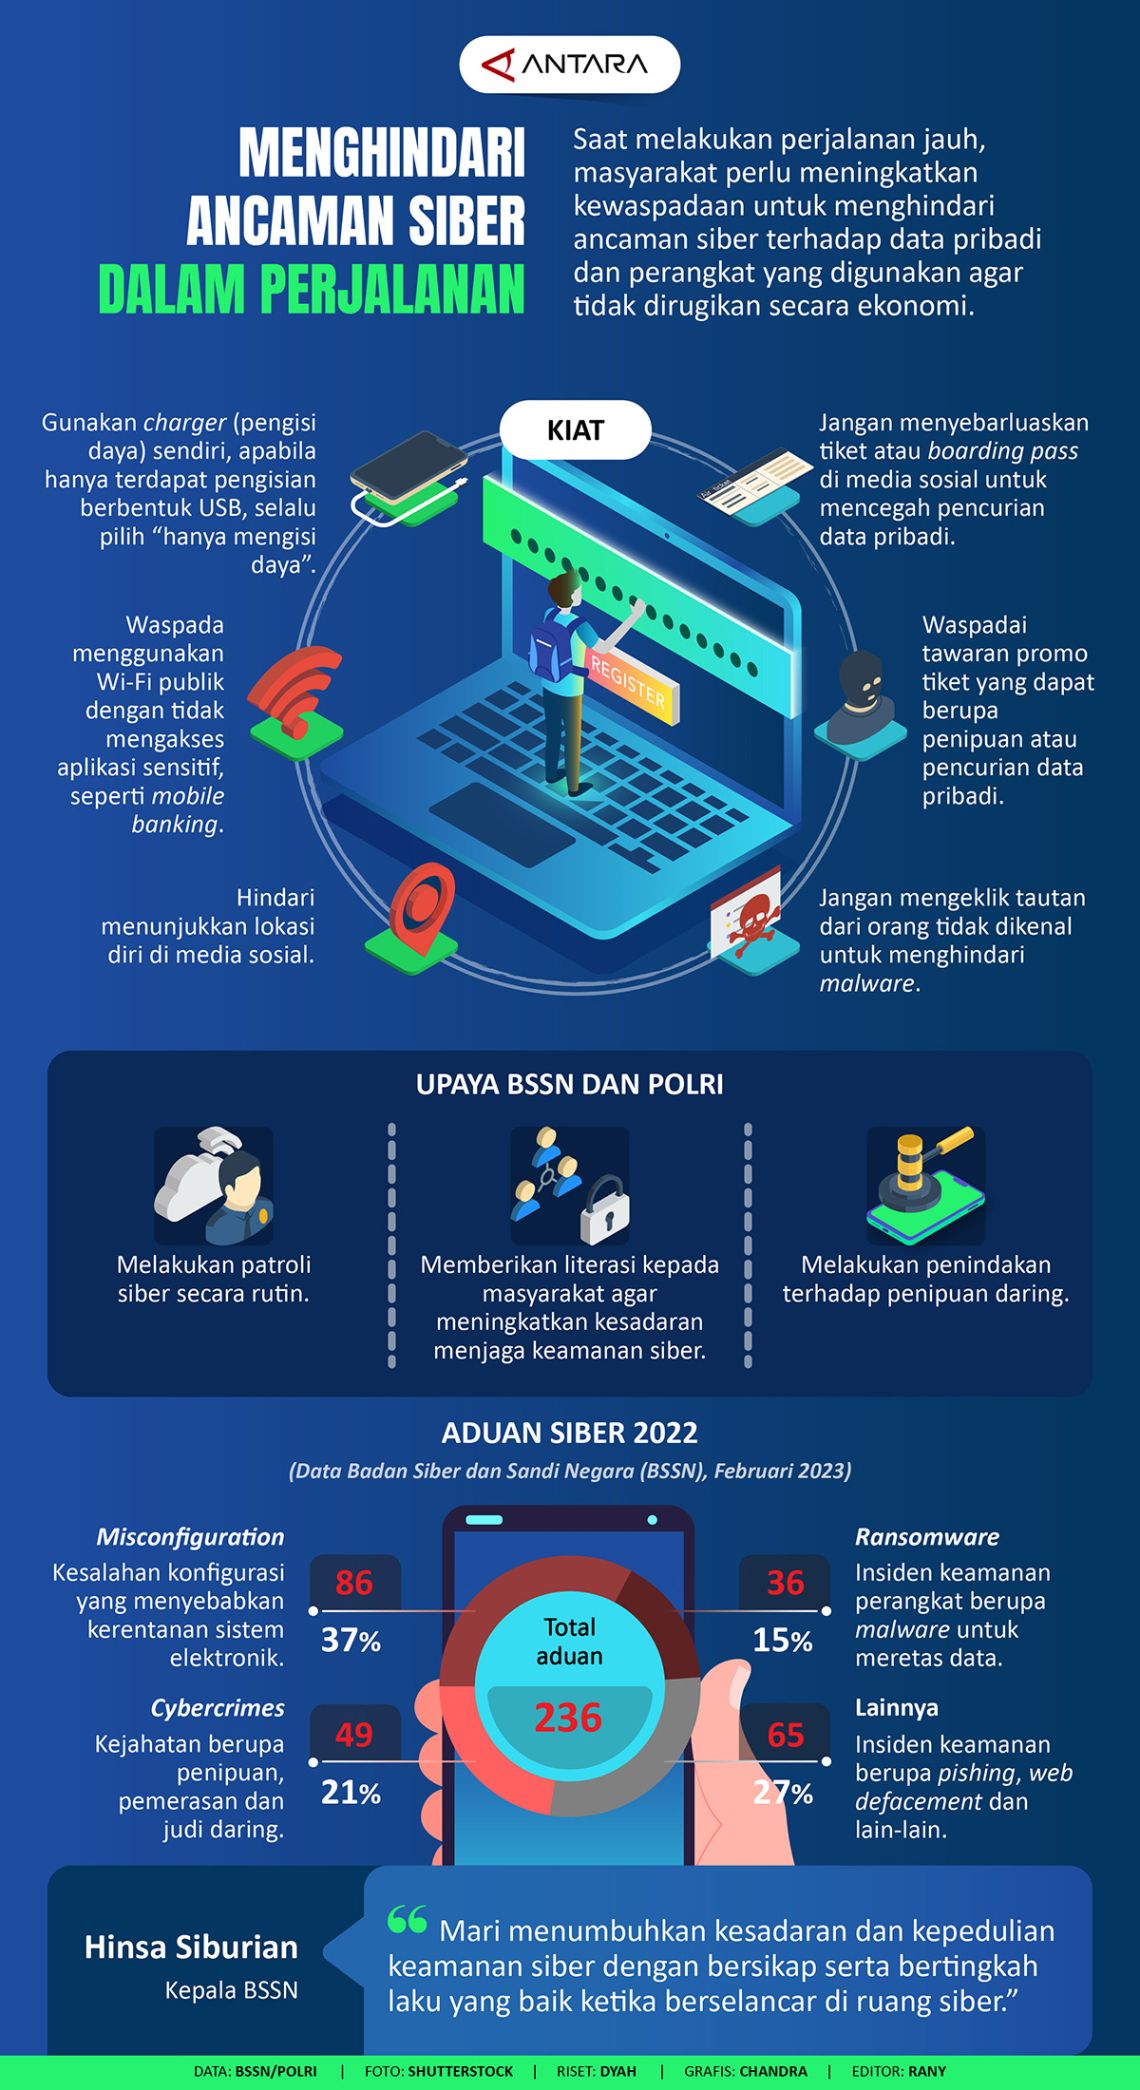 ANTARA
MENGHINDARI
ANCAMAN SIBER
DALAM PERJALANAN
Saat melakukan perjalanan jauh,
masyarakat perlu meningkatkan
kewaspadaan untuk menghindari
ancaman siber terhadap data pribadi
dan perangkat yang digunakan agar
tidak dirugikan secara ekonomi.
KIAT
Gunakan charger (pengisi
daya) sendiri, apabila
hanya terdapat pengisian
berbentuk USB, selalu
pilih “hanya mengisi
daya”.
Air ticket
Jangan menyebarluaskan
tiket atau boarding pass
di media sosial untuk
mencegah pencurian
data pribadi.
Waspada
menggunakan
Wi-Fi publik
dengan tidak
mengakses
aplikasi sensitif,
seperti mobile
banking.
REGISTER
Waspadai
tawaran promo
tiket yang dapat
berupa
penipuan atau
pencurian data
pribadi.
Hindari
menunjukkan lokasi
diri di media sosial.
Jangan mengeklik tautan
dari orang tidak dikenal
untuk menghindari
malware.
UPAYA BSSN DAN POLRI
Melakukan patroli
siber secara rutin.
Memberikan literasi kepada
masyarakat agar
meningkatkan kesadaran
menjaga keamanan siber.
Melakukan penindakan
terhadap penipuan daring.
ADUAN SIBER 2022
(Data Badan Siber dan Sandi Negara (BSSN), Februari 2023)
Misconfiguration
Kesalahan konfigurasi
yang menyebabkan
kerentanan sistem
elektronik.
86
37%
Ransomware
Insiden keamanan
perangkat berupa
malware untuk
meretas data.
36
15%
Total
aduan
236
Cybercrimes
Kejahatan berupa
penipuan,
pemerasan dan
judi daring.
49
21%
Lainnya
Insiden keamanan
berupa pishing, web
defacement dan
lain-lain.
65
27%
Hinsa Siburian
Kepala BSSN
“ Mari menumbuhkan kesadaran dan kepedulian
keamanan siber dengan bersikap serta bertingkah
laku yang baik ketika berselancar di ruang siber.”
DATA: BSSN/POLRI | FOTO: SHUTTERSTOCK | RISET: DYAH | GRAFIS: CHANDRA | EDITOR: RANY